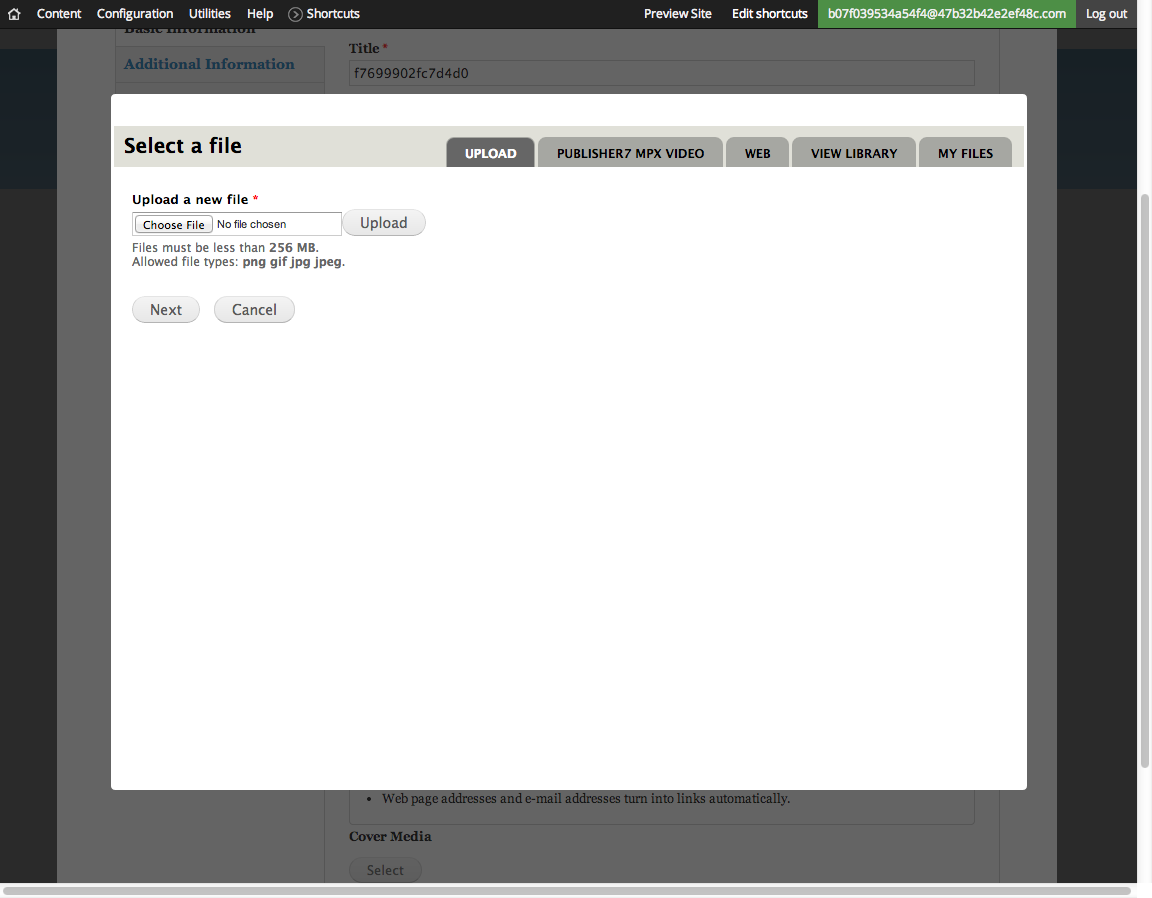 Content Configuration Utilities Help Shortcuts Preview Site Edit shortcuts b07f039534a54f4@47b32b42e2ef48c.com Log out
Basic Information
Title *
Additional Information
f7699902fc7d4d0
Select a file
UPLOAD PUBLISHER7 MPX VIDEO WEB VIEW LIBRARY MY FILES
Upload a new file *
Choose File No file chosen Upload
Files must be less than 256 MB.
Allowed file types: png gif jpg jpeg.
Next Cancel
• Web page addresses and e-mail addresses turn into links automatically.
Cover Media
Select